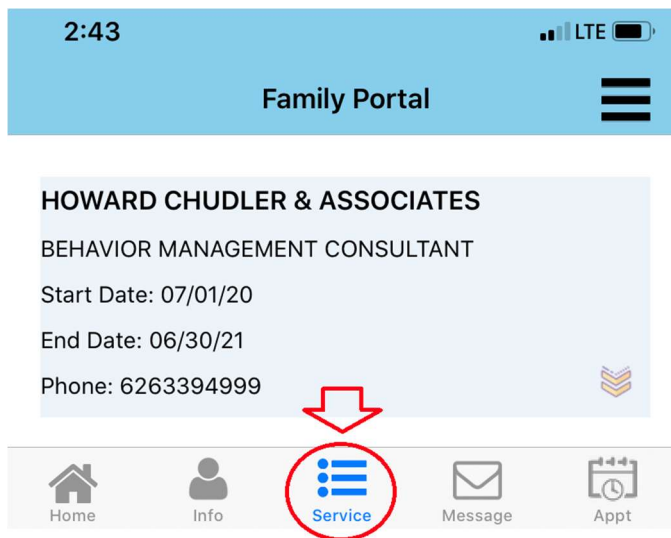 2:43 LTE
Family Portal
HOWARD CHUDLER & ASSOCIATES
BEHAVIOR MANAGEMENT CONSULTANT
Start Date: 07/01/20
End Date: 06/30/21
Phone: 6263394999
Home Info Service Message Appt